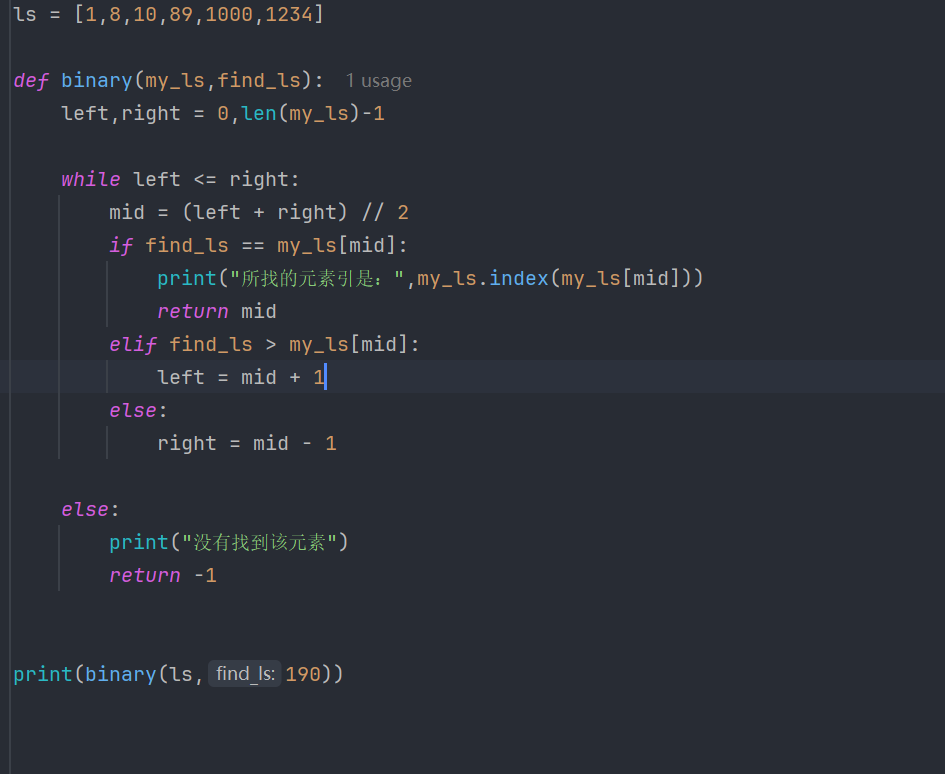 ls = [1,8,10,89,1000,1234]
def binary(my_ls,find_ls):  1 usage
left,right = 0,len(my_ls)-1
while left <= right:
mid = (left + right) // 2
if find_ls == my_ls[mid]:
print("所找的元素引是：",my_ls.index(my_ls[mid]))
return mid
elif find_ls > my_ls[mid]:
left = mid + 1
else:
right = mid - 1
else:
print("没有找到该元素")
return -1
print(binary(ls, find_ls: 190))